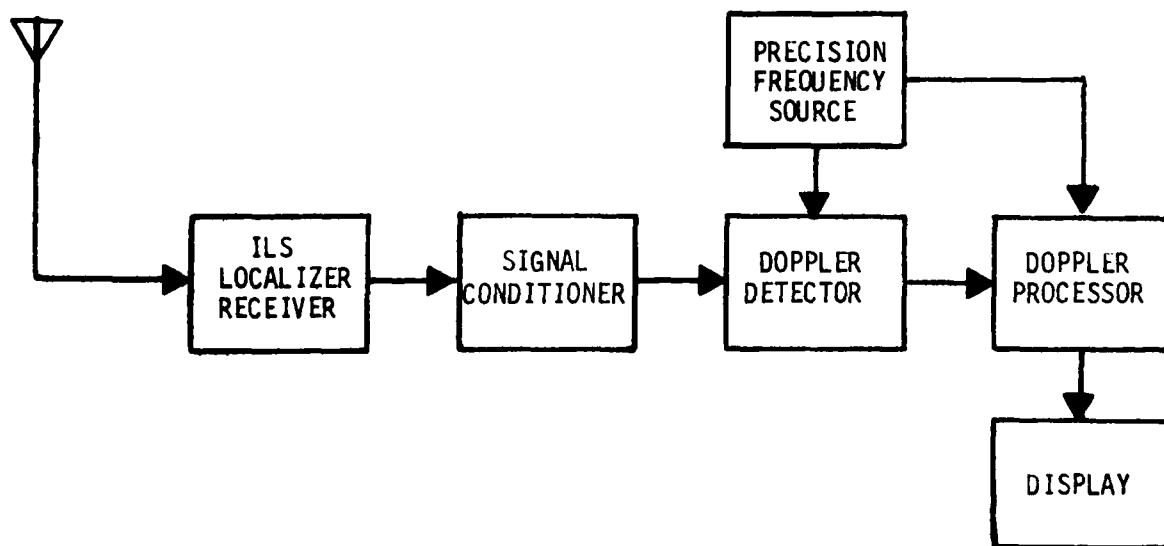 PRECISION
FREQUENCY
SOURCE
ILS
LOCALIZER
RECEIVER
SIGNAL
CONDITIONER
DOPPLER
DETECTOR
DOPPLER
PROCESSOR
DISPLAY